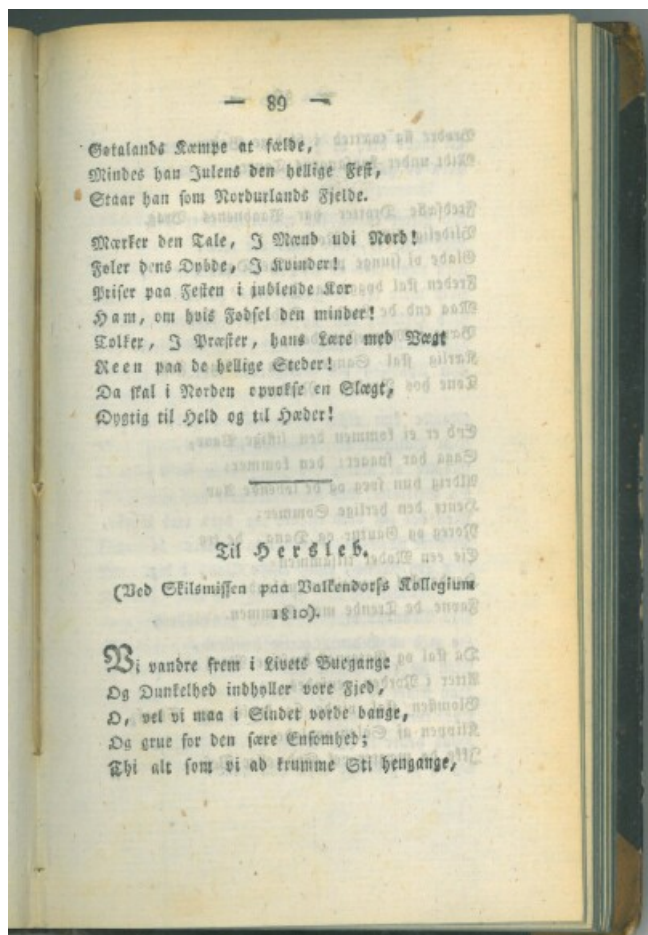 — 89 —
Gotalands Kæmpe at fælde,
Mindes han Julens den hellige Fest,
Staar han som Nordurlands Fjelde.
Mærker den Tale, I Mænd udi Nord!
Føler dens Dybde, I Kvinder!
Priser paa Festen i jublende Kor
Ham, om hvis Fødsel den minder!
Tolker, I Præster, hans Lære med Vægt
Reen paa de hellige Steder!
Da skal i Norden opvokse en Slægt,
Dygtig til Held og til Hæder!
Til Hersleb.
(Ved Skilsmissen paa Valkendorfs Kollegium
1810).
Vi vandre frem i Livets Buegange
Og Dunkelhed indhyller vore Fjed,
O, vel vi maa i Sindet vorde bange,
Og grue for den sære Ensomhed;
Thi alt som vi ad krumme Sti hengange,